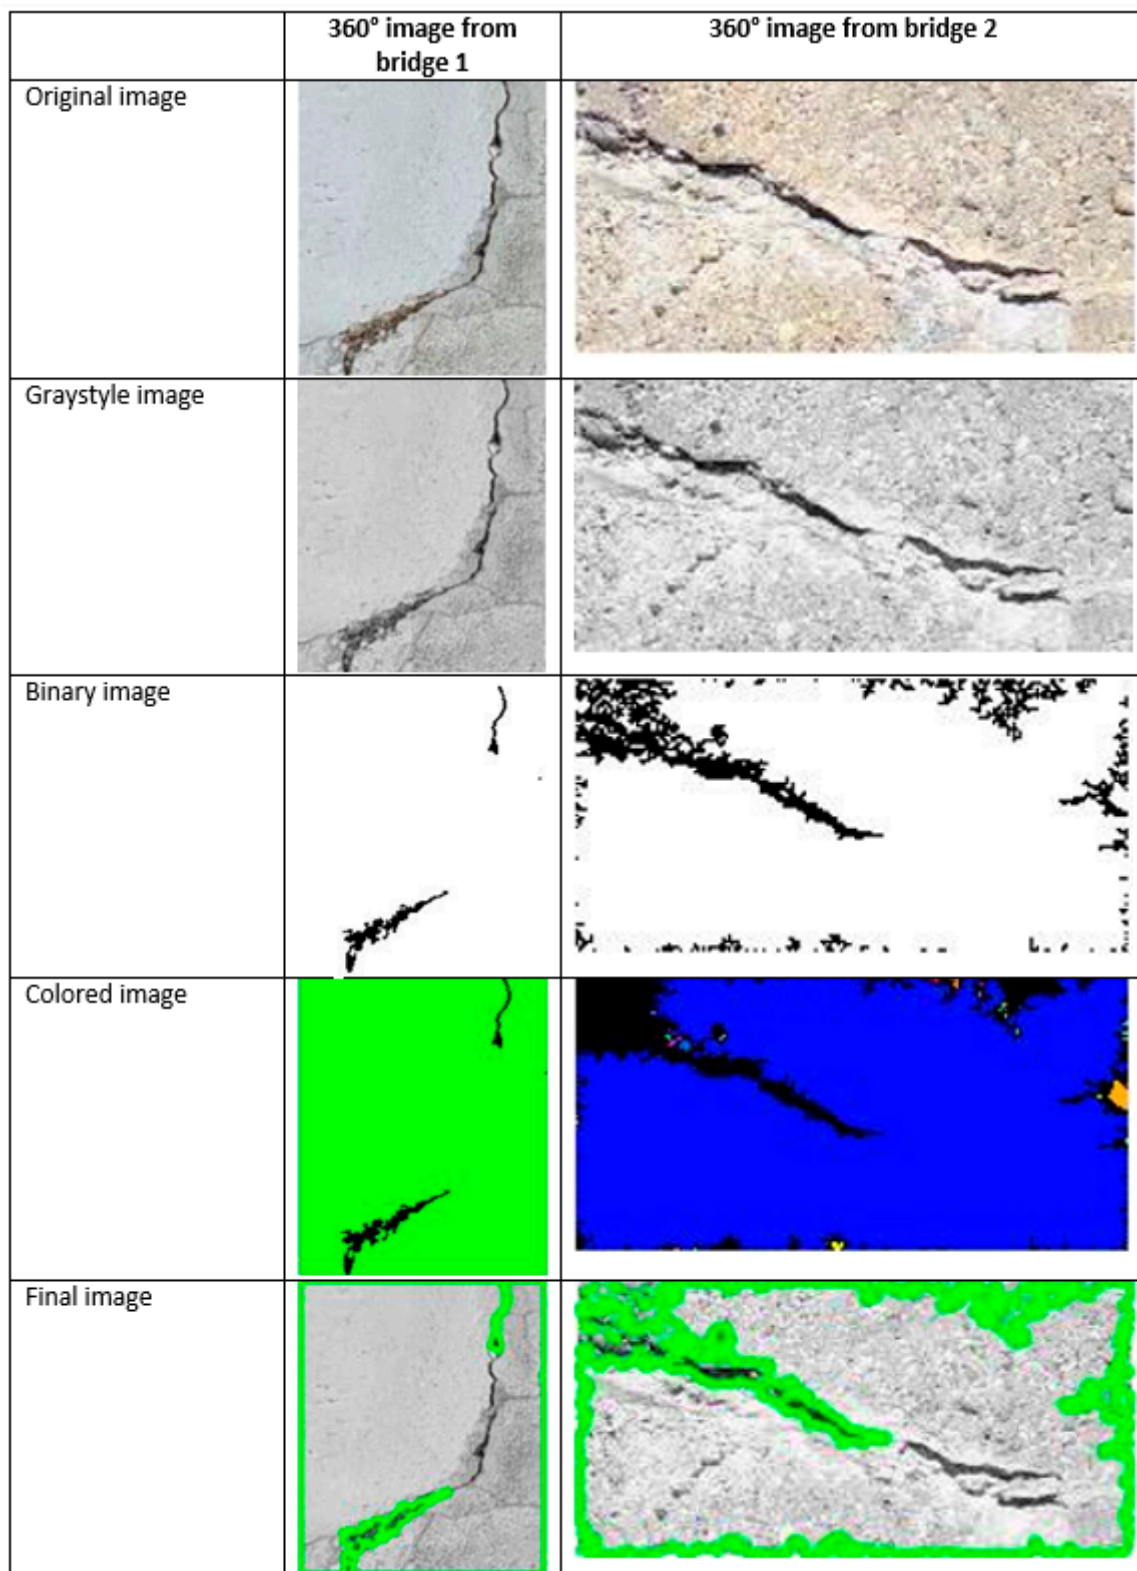 360° image from
bridge 1
360° image from bridge 2
Original image
Graystyle image
Binary image
Colored image
Final image